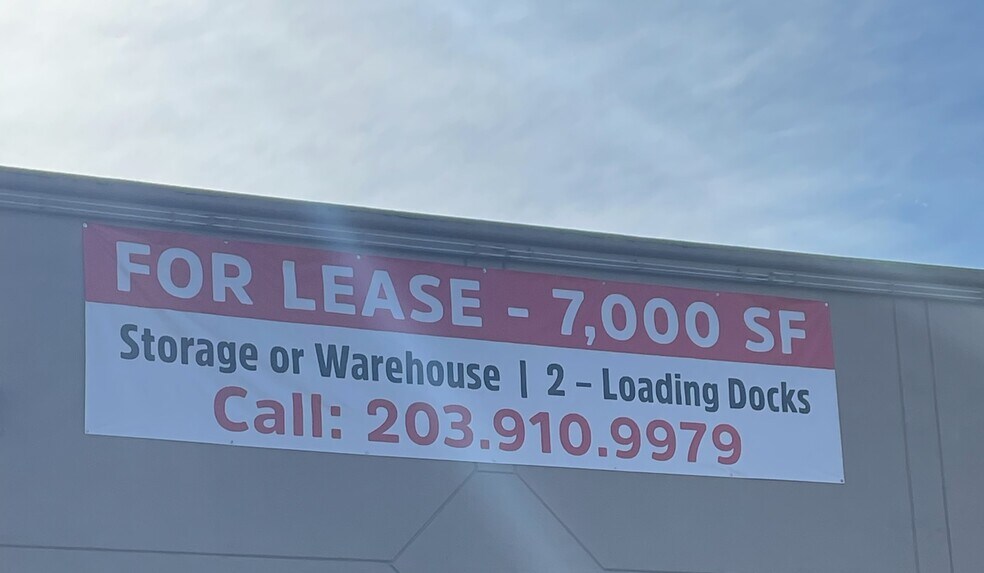 FOR LEASE - 7,000 SF
Storage or Warehouse | 2 – Loading Docks
Call: 203.910.9979